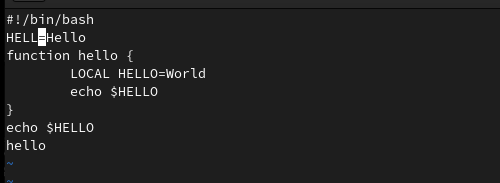 #!/bin/bash
HELL=Hello
function hello {
        LOCAL HELLO=World
        echo $HELLO
}
echo $HELLO
hello
~
~